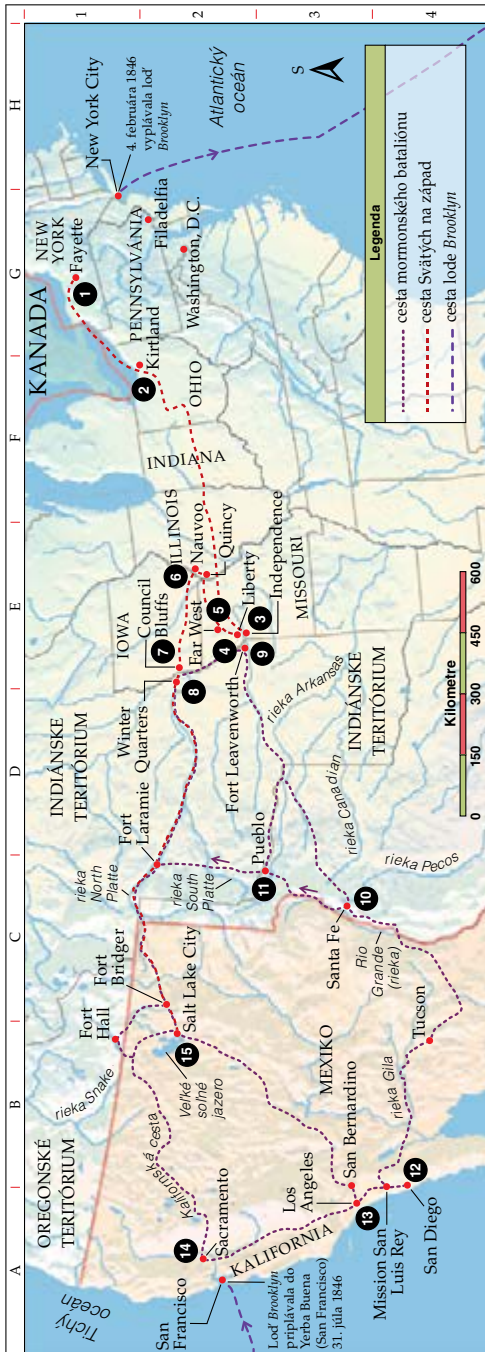 A
B
C
D
E
F
G
H
1
2
3
4
Tichý
oceán
OREGONSKÉ
TERITÓRIUM
rieka Snake
Fort
Hall
Fort
Bridger
rieka
North
Platte
Fort
Laramie
INDIÁNSKE
TERITÓRIUM
Winter
Quarters
IOWA
Council
Bluffs
7
6
ILLINOIS
Nauvoo
Quincy
INDIANA
OHIO
2
Kirtland
KANADA
1
NEW
YORK
Fayette
PENNSYLVÁNIA
Filadelfia
Washington, D.C.
New York City
4. februára 1846
vyplávala loď
Brooklyn
Atlantický
oceán
S
14
Sacramento
San
Francisco
Loď Brooklyn
priplávala do
Yerba Buena
(San Francisco)
31. júla 1846
KALIFORNIA
Kalifornská cesta
Veľké
soľné
jazero
15
Salt Lake City
rieka
South
Platte
11
Pueblo
8
Far West
5
4
Liberty
3
Independence
MISSOURI
9
Fort Leavenworth
rieka Arkansas
INDIÁNSKE
TERITÓRIUM
rieka Canadian
rieka Pecos
10
Santa Fe
Rio
Grande
(rieka)
MEXIKO
Los
Angeles
San Bernardino
13
Mission San
Luis Rey
12
San Diego
rieka Gila
Tucson
Kilometre
0
150
300
450
600
Legenda
cesta mormonského bataliónu
cesta Svätých na západ
cesta lode Brooklyn